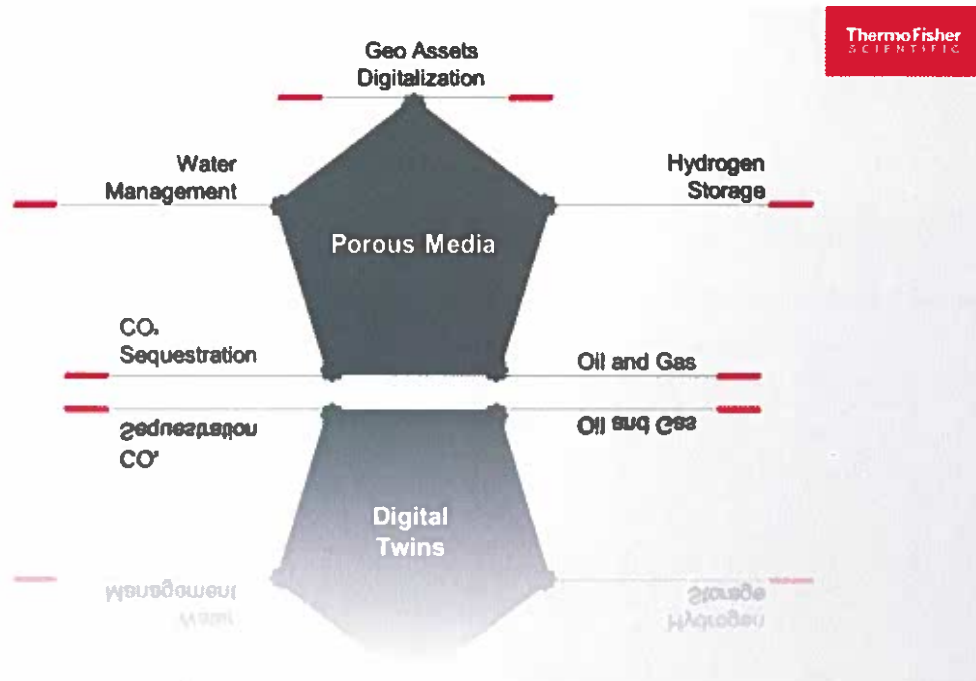 ThermoFisher
SCIENTIFIC
Geo Assets
Digitalization
Water
Management
Hydrogen
Storage
Porous Media
CO₂
Sequestration
Oil and Gas
Sequestration
CO₂
Oil and Gas
Digital
Twins
Management
Water
Storage
Hydrogen